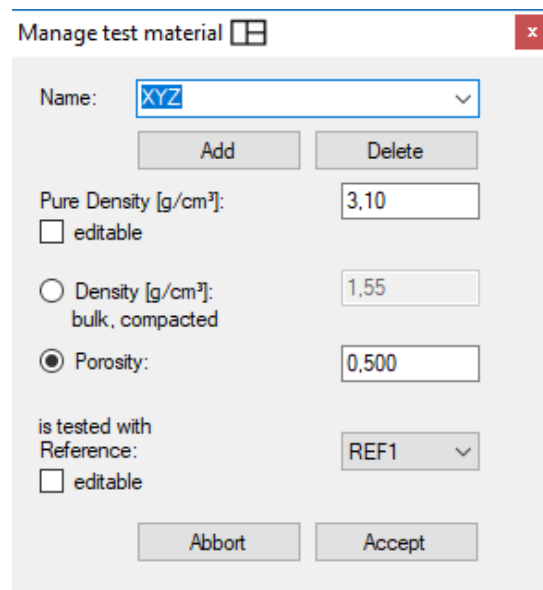 Manage test material
x
Name: XYZ
Add Delete
Pure Density [g/cm³]: 3,10
editable
Density [g/cm³]: 1,55
bulk, compacted
Porosity: 0,500
is tested with
Reference: REF1
editable
Abbort Accept